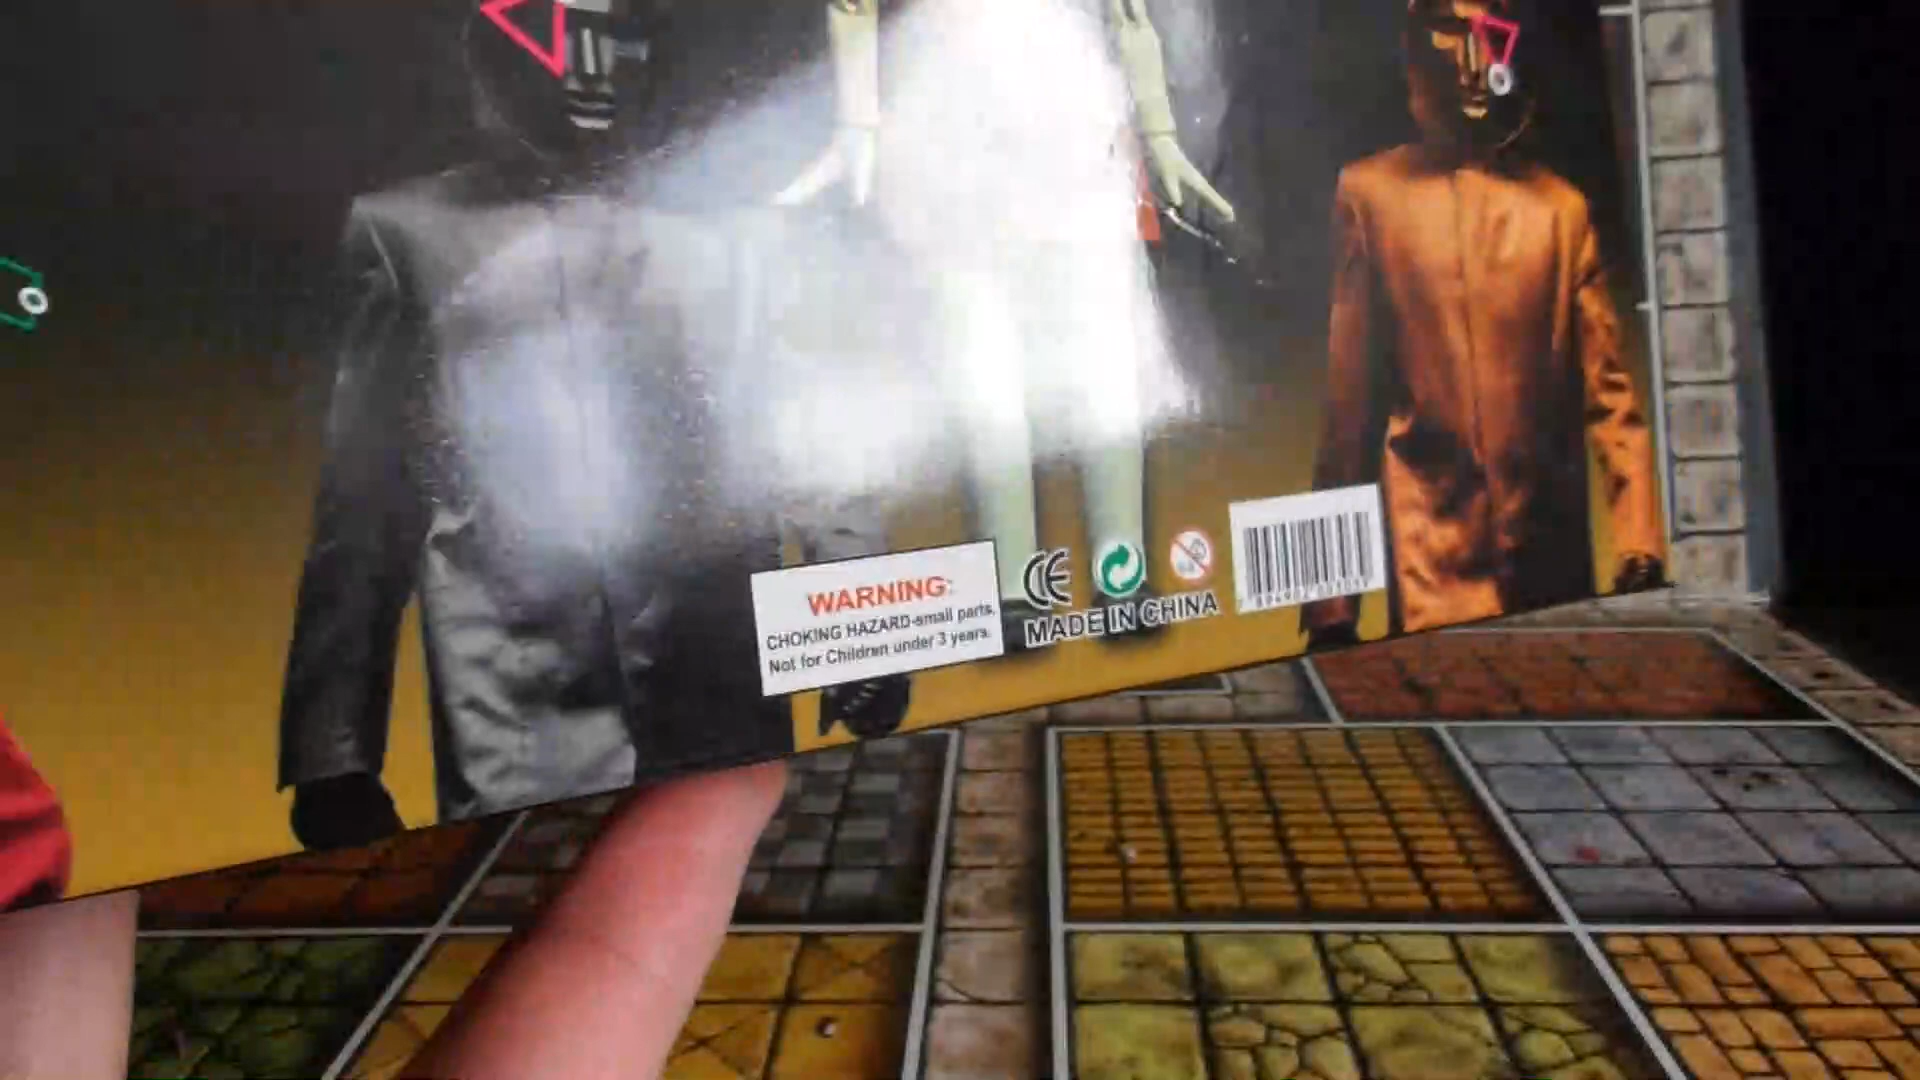 WARNING:
CHOKING HAZARD-small parts.
Not for Children under 3 years.
CE
MADE IN CHINA